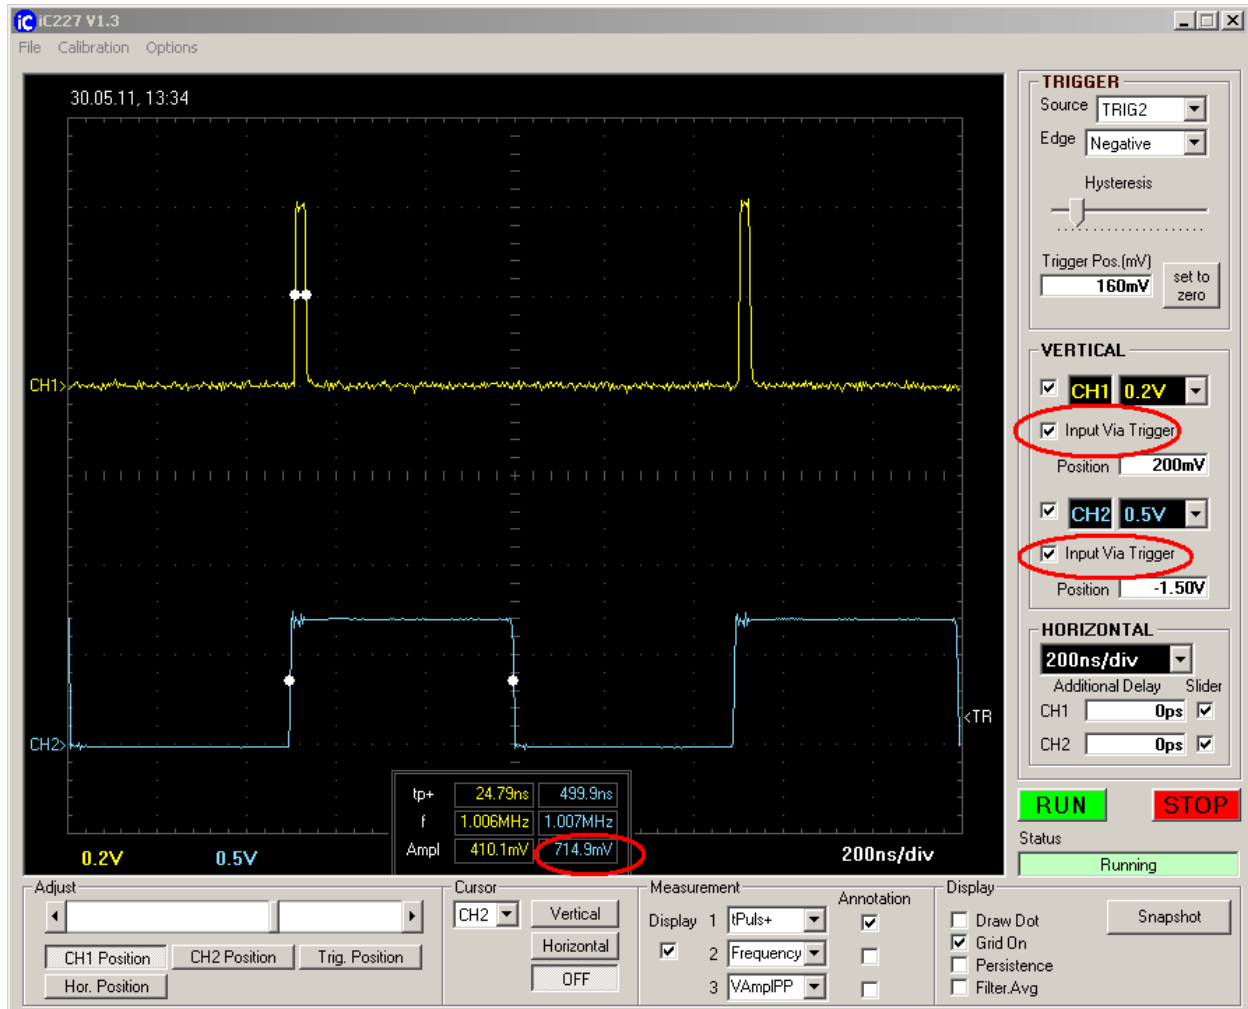 iC iC227 V1.3
File Calibration Options
30.05.11, 13:34
CH1>
CH2>
<TR
tp+ 24.79ns 499.9ns
f 1.006MHz 1.007MHz
Ampl 410.1mV 714.9mV
0.2V 0.5V 200ns/div
TRIGGER
Source TRIG2
Edge Negative
Hysteresis
Trigger Pos.(mV)
160mV
set to
zero
VERTICAL
CH1 0.2V
Input Via Trigger
Position 200mV
CH2 0.5V
Input Via Trigger
Position -1.50V
HORIZONTAL
200ns/div
Additional Delay Slider
CH1 0ps
CH2 0ps
RUN STOP
Status
Running
Adjust
CH1 Position CH2 Position Trig. Position
Hor. Position
Cursor
CH2 Vertical
Horizontal
OFF
Measurement
Annotation
Display 1 tPuls+
2 Frequency
3 VAmplPP
Display
Draw Dot
Grid On
Persistence
Filter.Avg
Snapshot